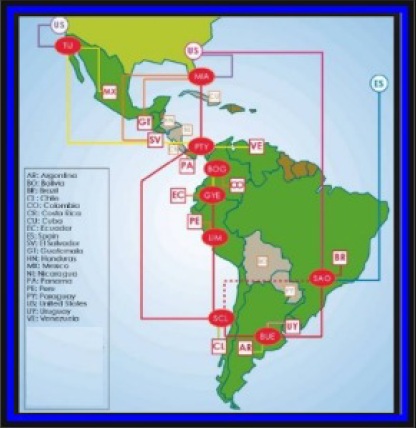 US
TIJ
US
ES
MIA
MX
GE
SV
PTY
VE
PA
BOG
CO
EC
GYE
PE
LIM
BR
SAO
SCL
UY
CL
AR
BUE
AR: Argentina
BO: Bolivia
BR: Brazil
CL: Chile
CO: Colombia
CR: Costa Rica
CU: Cuba
EC: Ecuador
ES: Spain
SV: El Salvador
GT: Guatemala
HN: Honduras
MX: Mexico
NI: Nicaragua
PA: Panama
PE: Peru
PY: Paraguay
US: United States
UY: Uruguay
VE: Venezuela